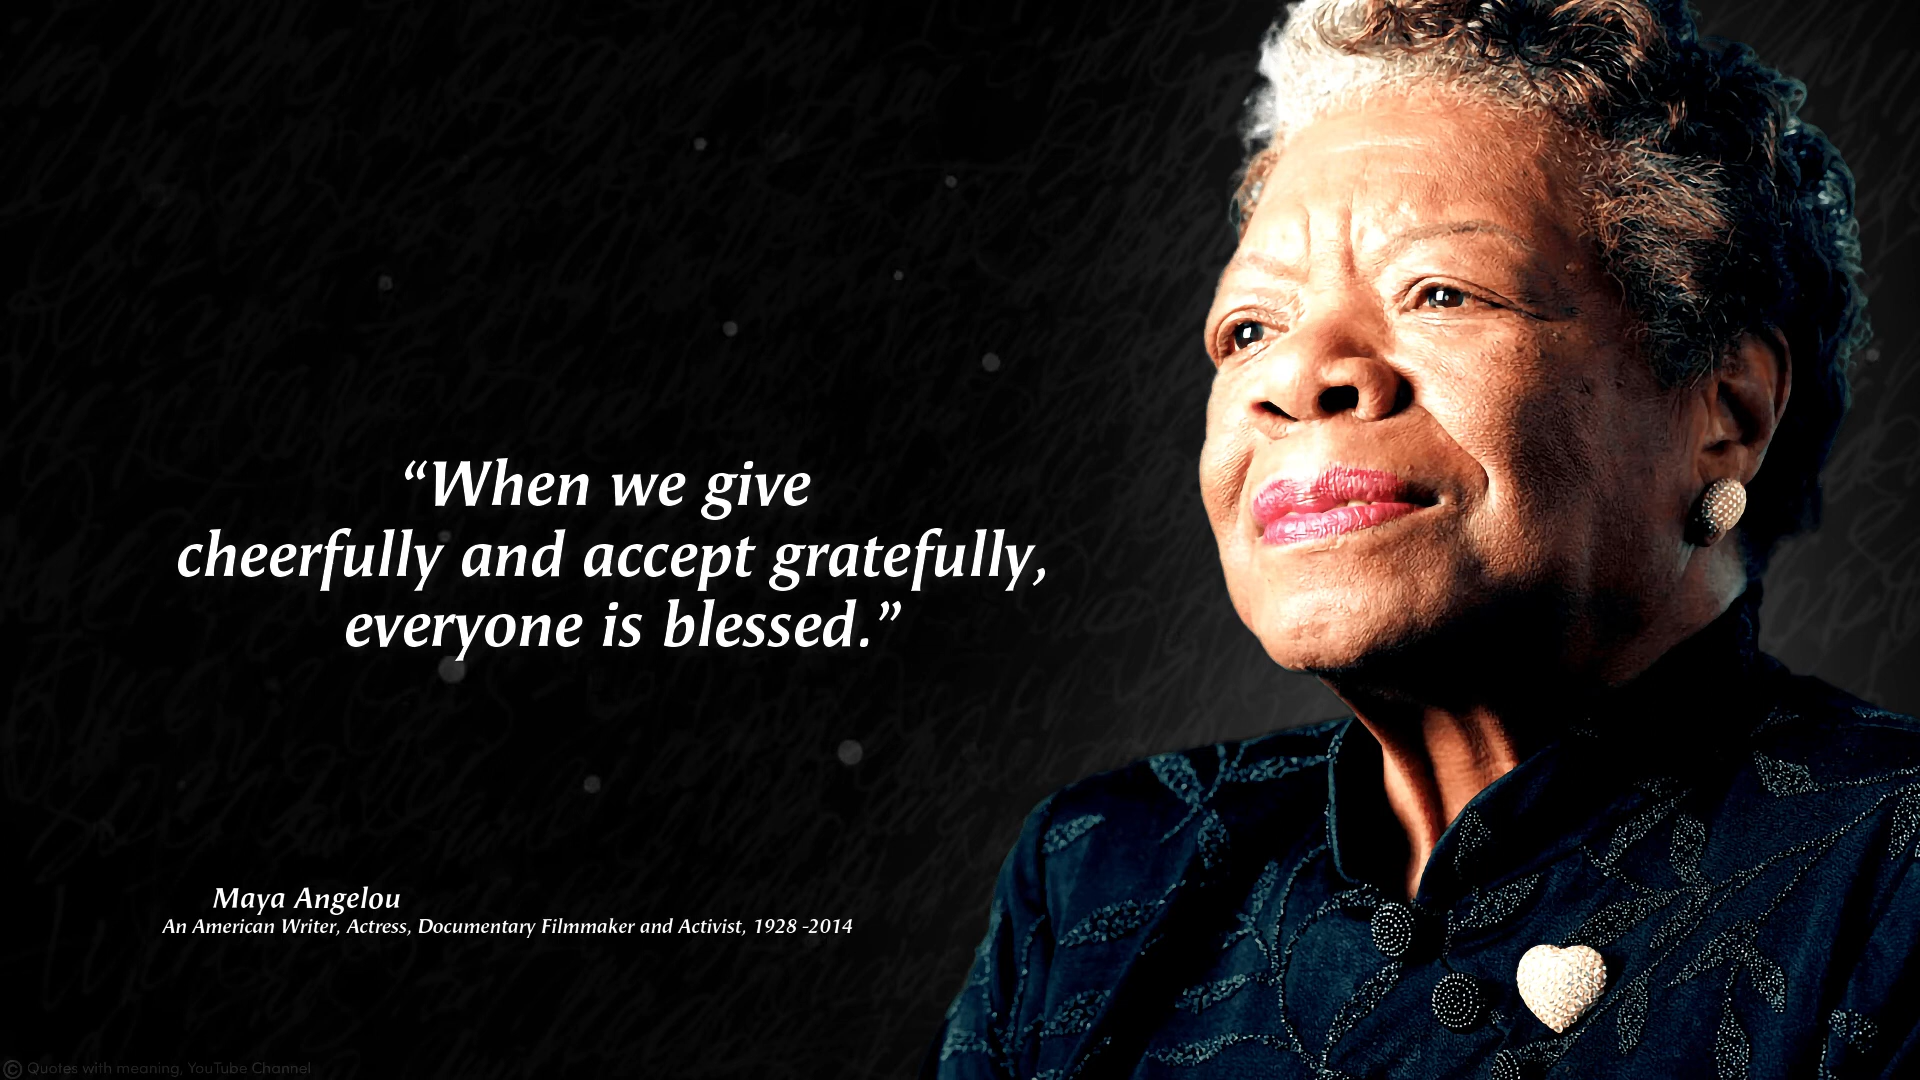 “When we give
cheerfully and accept gratefully,
everyone is blessed.”
Maya Angelou
An American Writer, Actress, Documentary Filmmaker and Activist, 1928 -2014
© Quotes with meaning, YouTube Channel